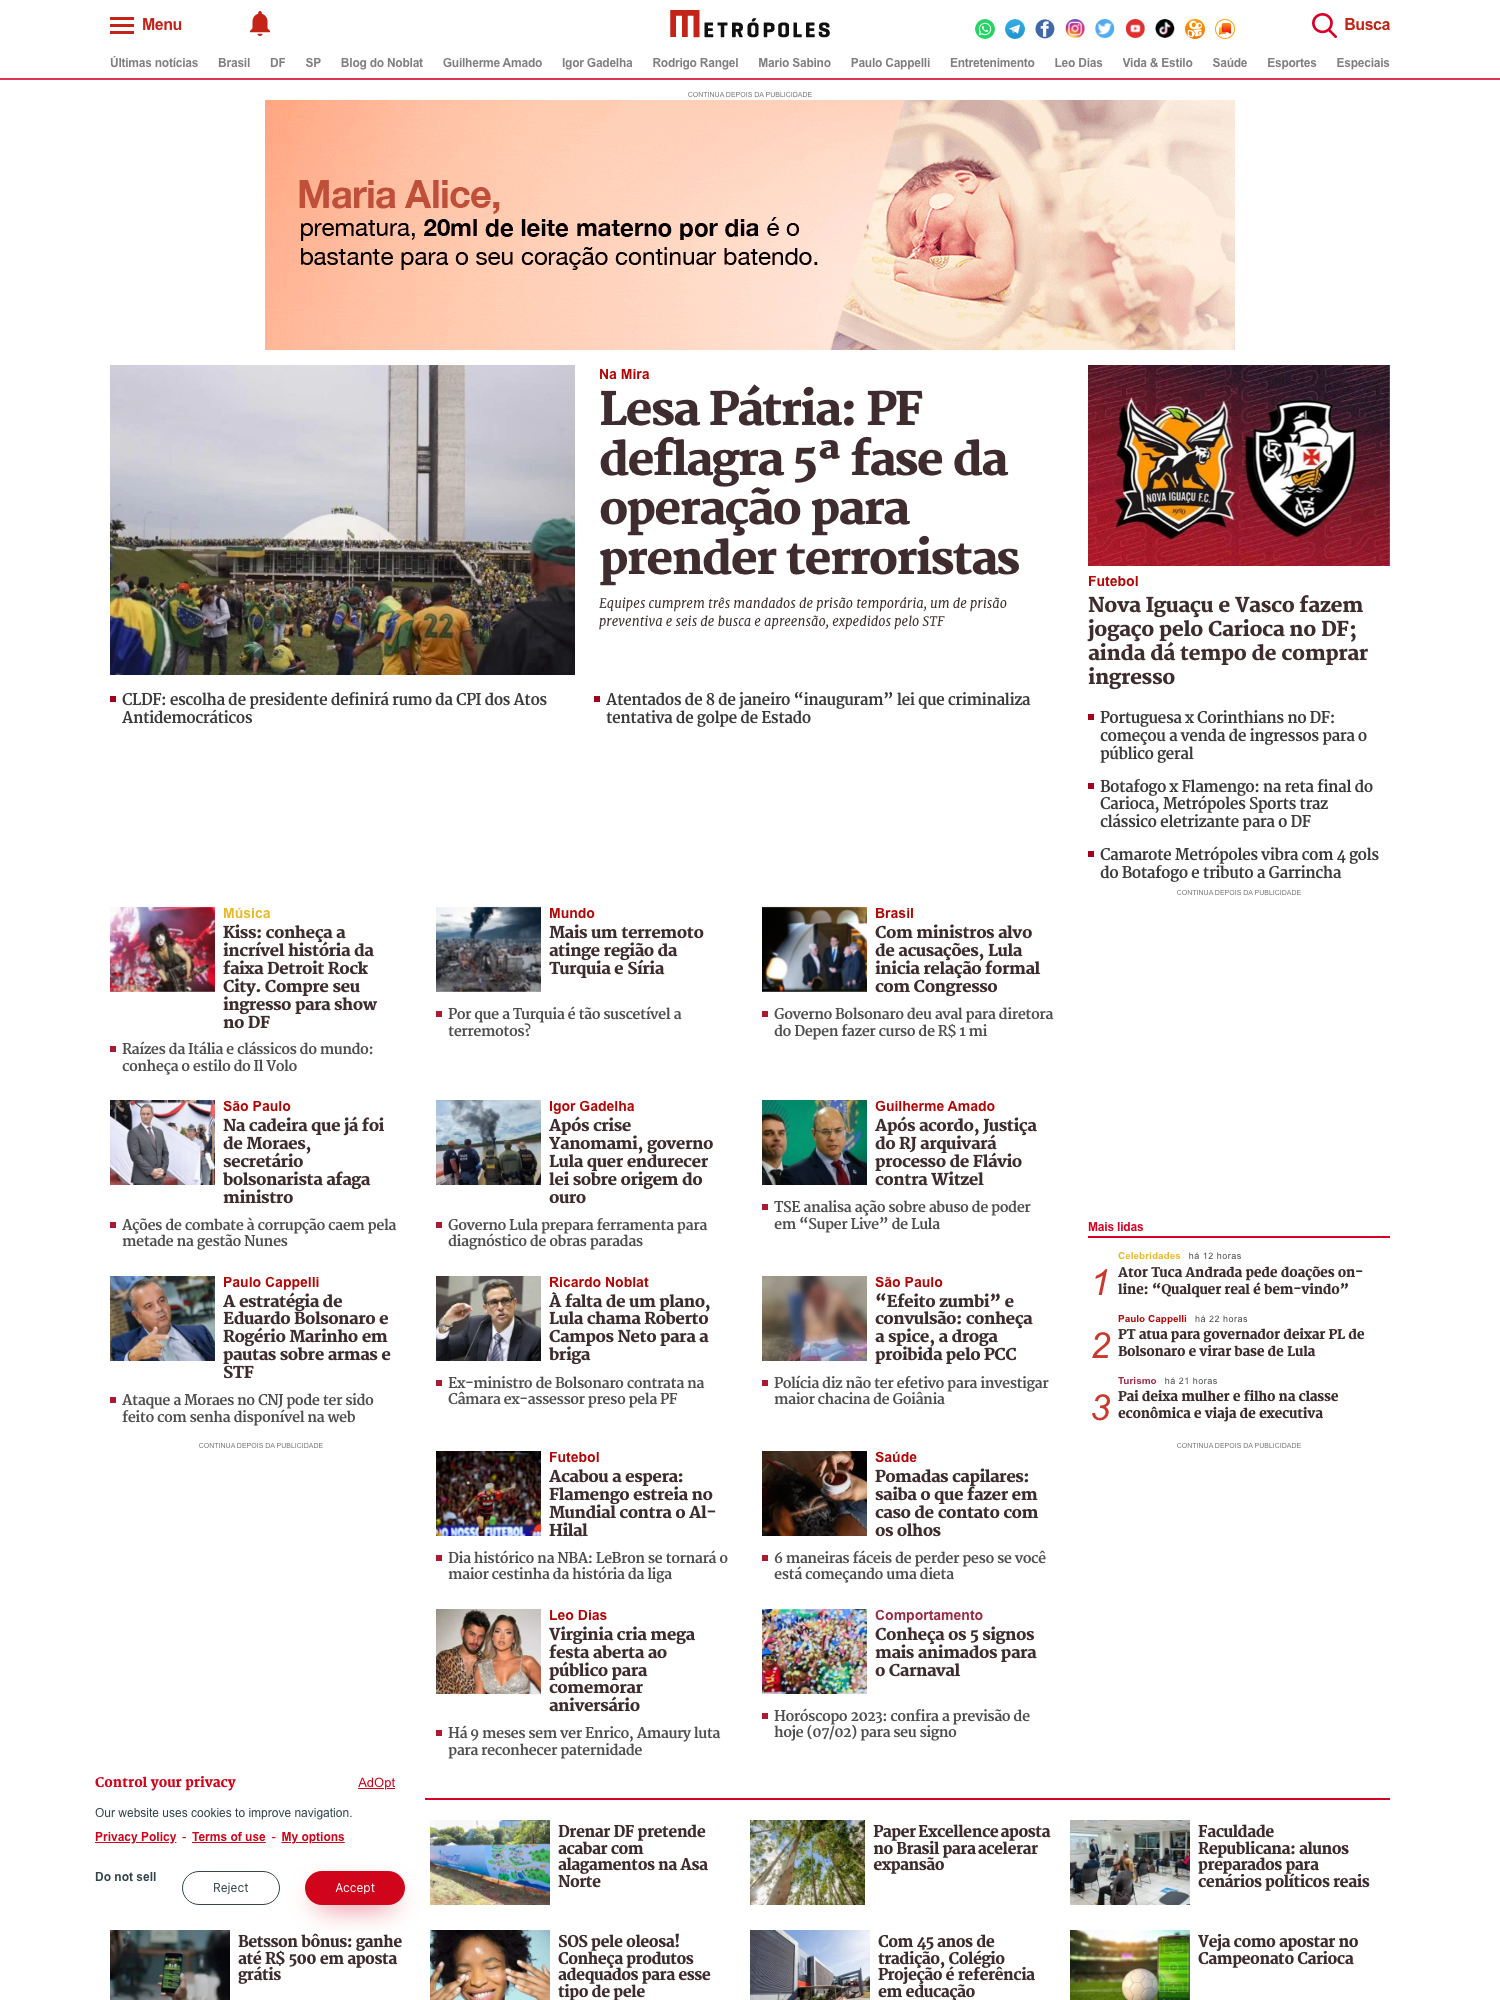 Menu
METRÓPOLES
Busca
Últimas notícias Brasil DF SP Blog do Noblat Guilherme Amado Igor Gadelha Rodrigo Rangel Mario Sabino Paulo Cappelli Entretenimento Leo Dias Vida & Estilo Saúde Esportes Especiais
CONTINUA DEPOIS DA PUBLICIDADE
Maria Alice,
prematura, 20ml de leite materno por dia é o
bastante para o seu coração continuar batendo.
Na Mira
Lesa Pátria: PF
deflagra 5ª fase da
operação para
prender terroristas
Equipes cumprem três mandados de prisão temporária, um de prisão
preventiva e seis de busca e apreensão, expedidos pelo STF
22
CLDF: escolha de presidente definirá rumo da CPI dos Atos
Antidemocráticos
Atentados de 8 de janeiro “inauguram” lei que criminaliza
tentativa de golpe de Estado
NOVA IGUAÇU F.C.
Futebol
Nova Iguaçu e Vasco fazem
jogaço pelo Carioca no DF;
ainda dá tempo de comprar
ingresso
Portuguesa x Corinthians no DF:
começou a venda de ingressos para o
público geral
Botafogo x Flamengo: na reta final do
Carioca, Metrópoles Sports traz
clássico eletrizante para o DF
Camarote Metrópoles vibra com 4 gols
do Botafogo e tributo a Garrincha
CONTINUA DEPOIS DA PUBLICIDADE
Música
Kiss: conheça a
incrível história da
faixa Detroit Rock
City. Compre seu
ingresso para show
no DF
Raízes da Itália e clássicos do mundo:
conheça o estilo do Il Volo
Mundo
Mais um terremoto
atinge região da
Turquia e Síria
Por que a Turquia é tão suscetível a
terremotos?
Brasil
Com ministros alvo
de acusações, Lula
inicia relação formal
com Congresso
Governo Bolsonaro deu aval para diretora
do Depen fazer curso de R$ 1 mi
São Paulo
Na cadeira que já foi
de Moraes,
secretário
bolsonarista afaga
ministro
Ações de combate à corrupção caem pela
metade na gestão Nunes
Igor Gadelha
Após crise
Yanomami, governo
Lula quer endurecer
lei sobre origem do
ouro
Governo Lula prepara ferramenta para
diagnóstico de obras paradas
Guilherme Amado
Após acordo, Justiça
do RJ arquivará
processo de Flávio
contra Witzel
TSE analisa ação sobre abuso de poder
em “Super Live” de Lula
Mais lidas
Celebridades há 12 horas
1 Ator Tuca Andrada pede doações on-
line: “Qualquer real é bem-vindo”
Paulo Cappelli há 22 horas
2 PT atua para governador deixar PL de
Bolsonaro e virar base de Lula
Turismo há 21 horas
3 Pai deixa mulher e filho na classe
econômica e viaja de executiva
CONTINUA DEPOIS DA PUBLICIDADE
Paulo Cappelli
A estratégia de
Eduardo Bolsonaro e
Rogério Marinho em
pautas sobre armas e
STF
Ataque a Moraes no CNJ pode ter sido
feito com senha disponível na web
CONTINUA DEPOIS DA PUBLICIDADE
Ricardo Noblat
À falta de um plano,
Lula chama Roberto
Campos Neto para a
briga
Ex-ministro de Bolsonaro contrata na
Câmara ex-assessor preso pela PF
São Paulo
“Efeito zumbi” e
convulsão: conheça
a spice, a droga
proibida pelo PCC
Polícia diz não ter efetivo para investigar
maior chacina de Goiânia
Futebol
Acabou a espera:
Flamengo estreia no
Mundial contra o Al-
Hilal
Dia histórico na NBA: LeBron se tornará o
maior cestinha da história da liga
Saúde
Pomadas capilares:
saiba o que fazer em
caso de contato com
os olhos
6 maneiras fáceis de perder peso se você
está começando uma dieta
Leo Dias
Virginia cria mega
festa aberta ao
público para
comemorar
aniversário
Há 9 meses sem ver Enrico, Amaury luta
para reconhecer paternidade
Comportamento
Conheça os 5 signos
mais animados para
o Carnaval
Horóscopo 2023: confira a previsão de
hoje (07/02) para seu signo
Control your privacy AdOpt
Our website uses cookies to improve navigation.
Privacy Policy - Terms of use - My options
Do not sell Reject Accept
Drenar DF pretende
acabar com
alagamentos na Asa
Norte
Paper Excellence aposta
no Brasil para acelerar
expansão
Faculdade
Republicana: alunos
preparados para
cenários políticos reais
Betsson bônus: ganhe
até R$ 500 em aposta
grátis
SOS pele oleosa!
Conheça produtos
adequados para esse
tipo de pele
Com 45 anos de
tradição, Colégio
Projeção é referência
em educação
Veja como apostar no
Campeonato Carioca